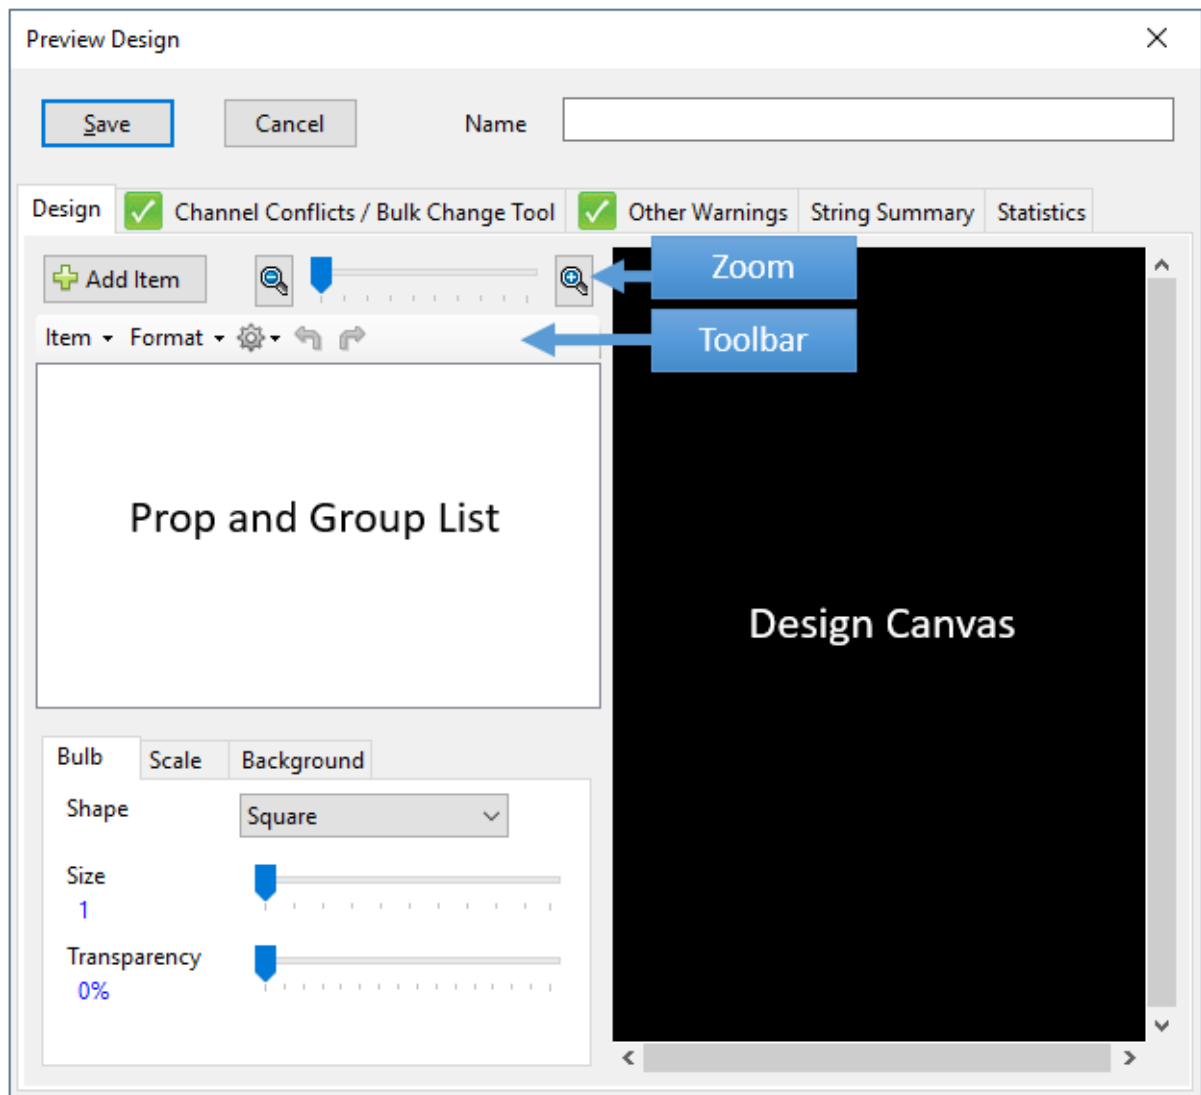 Preview Design
Save Cancel Name
Design Channel Conflicts / Bulk Change Tool Other Warnings String Summary Statistics
Add Item
Zoom
Item Format
Toolbar
Prop and Group List
Design Canvas
Bulb Scale Background
Shape Square
Size
1
Transparency
0%